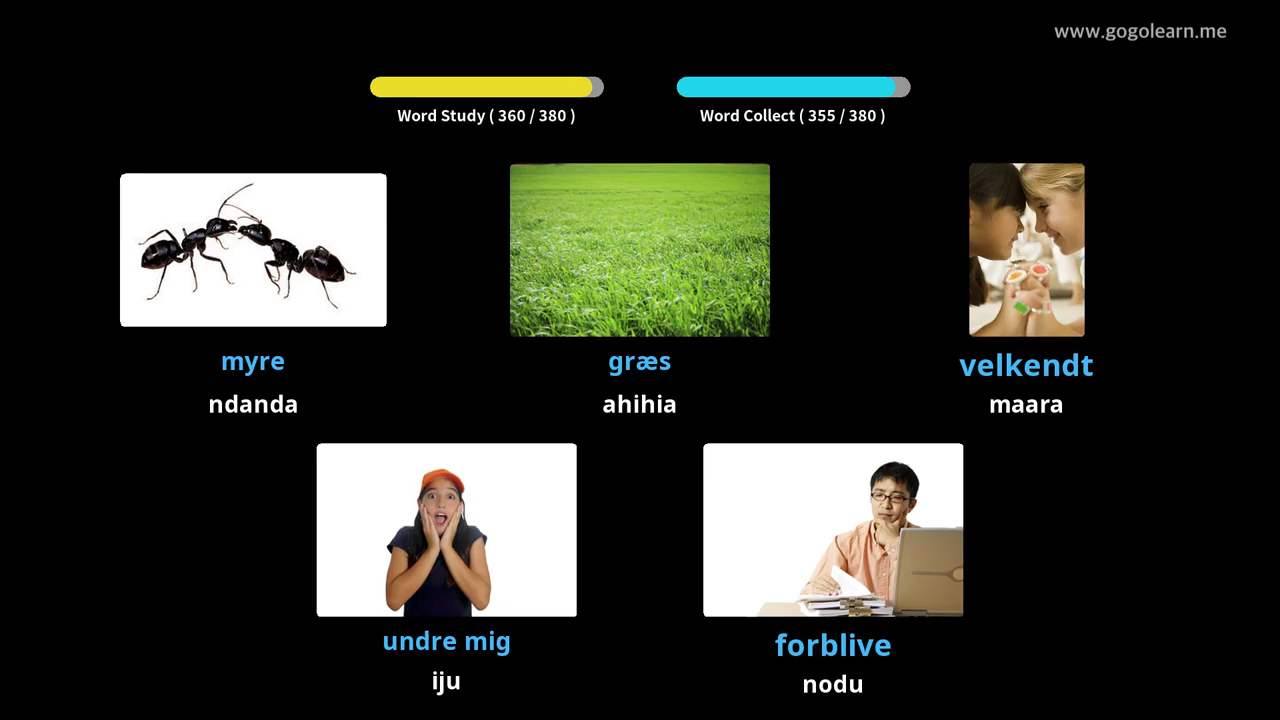 www.gogolearn.me
Word Study ( 360 / 380 )
Word Collect ( 355 / 380 )
myre
græs
velkendt
ndanda
ahihia
maara
undre mig
forblive
iju
nodu